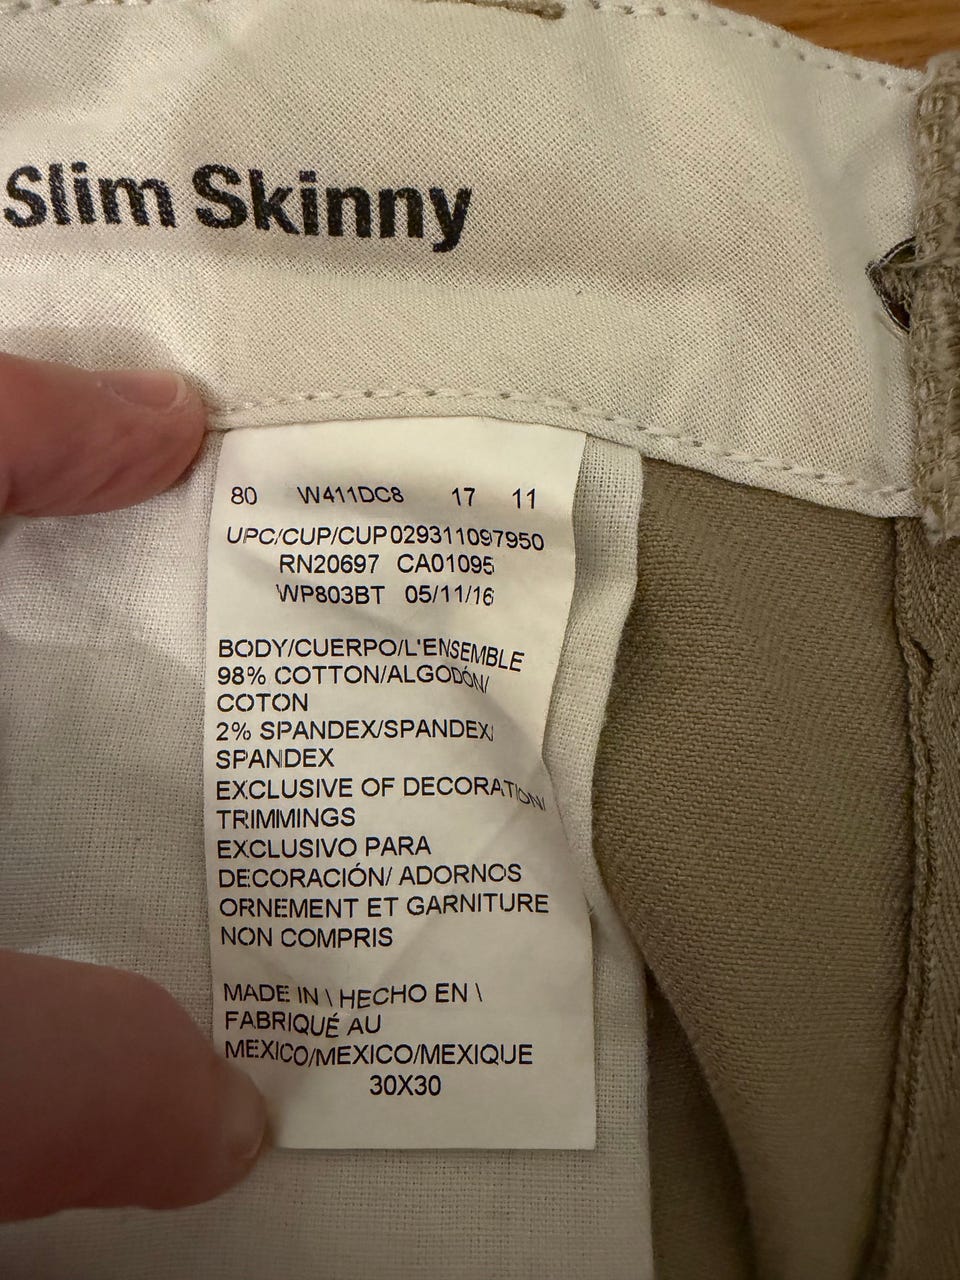 Slim Skinny
80 W411DC8 17 11
UPC/CUP/CUP029311097950
RN20697 CA01095
WP803BT 05/11/16
BODY/CUERPO/L'ENSEMBLE
98% COTTON/ALGODÓN/
COTON
2% SPANDEX/SPANDEX/
SPANDEX
EXCLUSIVE OF DECORATION/
TRIMMINGS
EXCLUSIVO PARA
DECORACIÓN/ ADORNOS
ORNEMENT ET GARNITURE
NON COMPRIS
MADE IN \ HECHO EN \
FABRIQUÉ AU
MEXICO/MEXICO/MEXIQUE
30X30